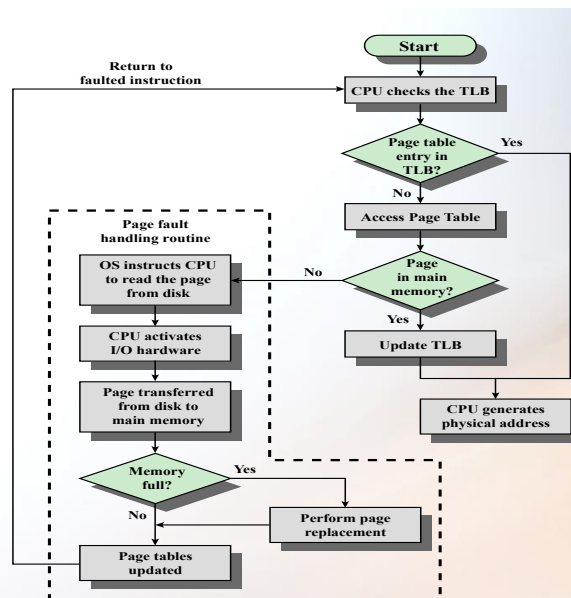 Start
Return to
faulted instruction
CPU checks the TLB
Page table
entry in
TLB?
Yes
No
Access Page Table
Page fault
handling routine
OS instructs CPU
to read the page
from disk
No
Page
in main
memory?
Yes
CPU activates
I/O hardware
Update TLB
Page transferred
from disk to
main memory
CPU generates
physical address
Memory
full?
Yes
No
Perform page
replacement
Page tables
updated